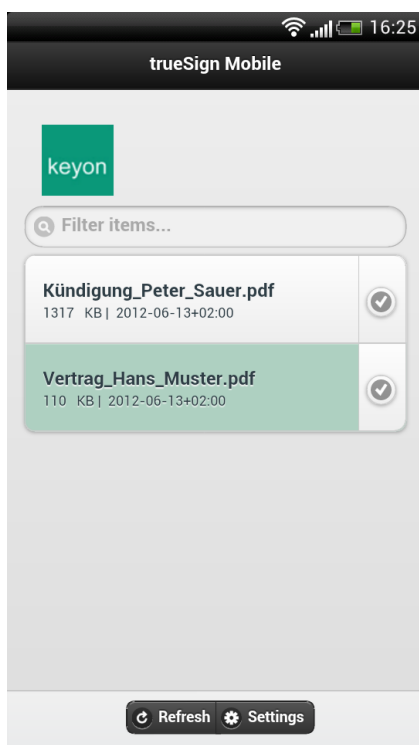 16:25
trueSign Mobile
keyon
Filter items...
Kündigung_Peter_Sauer.pdf
1317 KB| 2012-06-13+02:00
Vertrag_Hans_Muster.pdf
110 KB| 2012-06-13+02:00
Refresh Settings